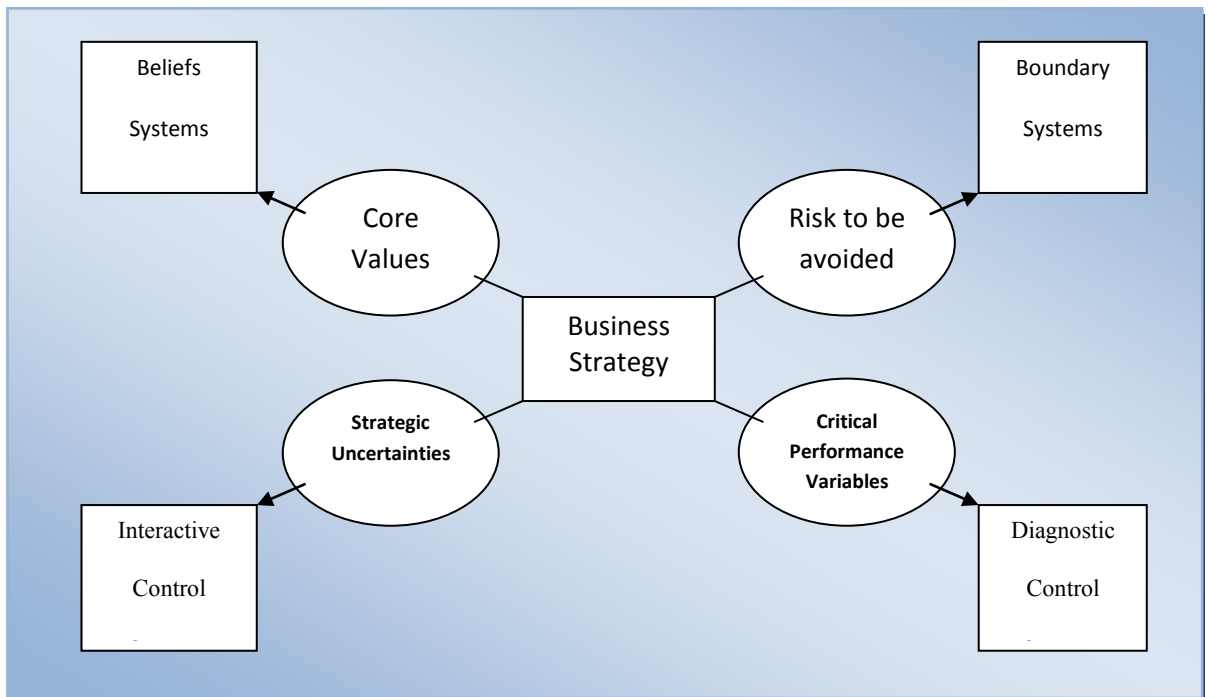 Beliefs
Systems
Boundary
Systems
Core
Values
Risk to be
avoided
Business
Strategy
Strategic
Uncertainties
Critical
Performance
Variables
Interactive
Control
Diagnostic
Control